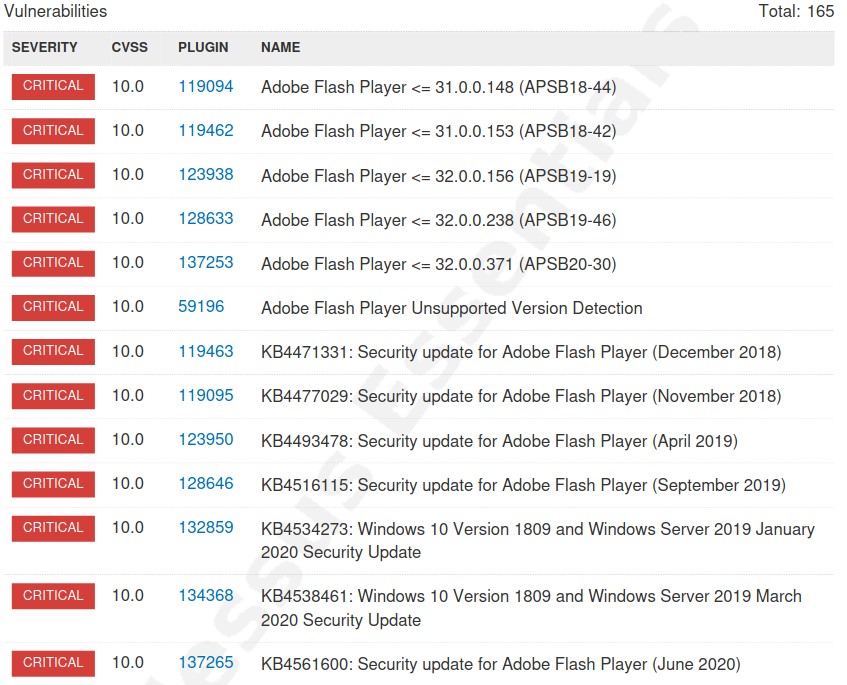 Vulnerabilities Total: 165
SEVERITY CVSS PLUGIN NAME
CRITICAL 10.0 119094 Adobe Flash Player <= 31.0.0.148 (APSB18-44)
CRITICAL 10.0 119462 Adobe Flash Player <= 31.0.0.153 (APSB18-42)
CRITICAL 10.0 123938 Adobe Flash Player <= 32.0.0.156 (APSB19-19)
CRITICAL 10.0 128633 Adobe Flash Player <= 32.0.0.238 (APSB19-46)
CRITICAL 10.0 137253 Adobe Flash Player <= 32.0.0.371 (APSB20-30)
CRITICAL 10.0 59196 Adobe Flash Player Unsupported Version Detection
CRITICAL 10.0 119463 KB4471331: Security update for Adobe Flash Player (December 2018)
CRITICAL 10.0 119095 KB4477029: Security update for Adobe Flash Player (November 2018)
CRITICAL 10.0 123950 KB4493478: Security update for Adobe Flash Player (April 2019)
CRITICAL 10.0 128646 KB4516115: Security update for Adobe Flash Player (September 2019)
CRITICAL 10.0 132859 KB4534273: Windows 10 Version 1809 and Windows Server 2019 January
2020 Security Update
CRITICAL 10.0 134368 KB4538461: Windows 10 Version 1809 and Windows Server 2019 March
2020 Security Update
CRITICAL 10.0 137265 KB4561600: Security update for Adobe Flash Player (June 2020)
essus Essentials